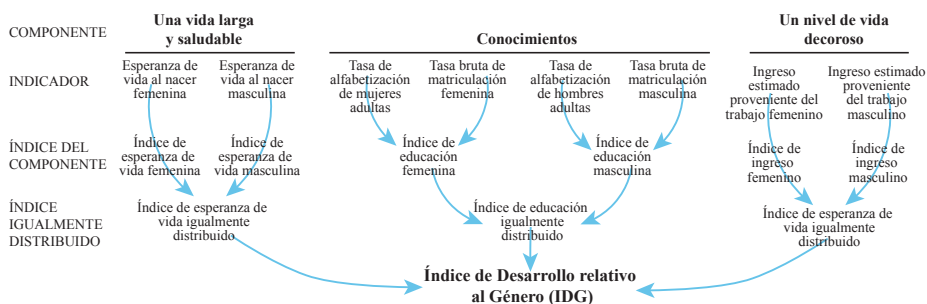 COMPONENTE
Una vida larga
y saludable
Conocimientos
Un nivel de vida
decoroso
INDICADOR
Esperanza de
vida al nacer
femenina
Esperanza de
vida al nacer
masculina
Tasa de
alfabetización
de mujeres
adultas
Tasa bruta de
matriculación
femenina
Tasa de
alfabetización
de hombres
adultas
Tasa bruta de
matriculación
masculina
Ingreso
estimado
proveniente del
trabajo femenino
Ingreso estimado
proveniente
del trabajo
masculino
ÍNDICE DEL
COMPONENTE
Índice de
esperanza de
vida femenina
Índice de
esperanza de
vida masculina
Índice de
educación
femenina
Índice de
educación
masculina
Índice de
ingreso
femenino
Índice de
ingreso
masculino
ÍNDICE
IGUALMENTE
DISTRIBUIDO
Índice de esperanza de
vida igualmente
distribuido
Índice de educación
igualmente
distribuido
Índice de esperanza de
vida igualmente
distribuido
Índice de Desarrollo relativo
al Género (IDG)